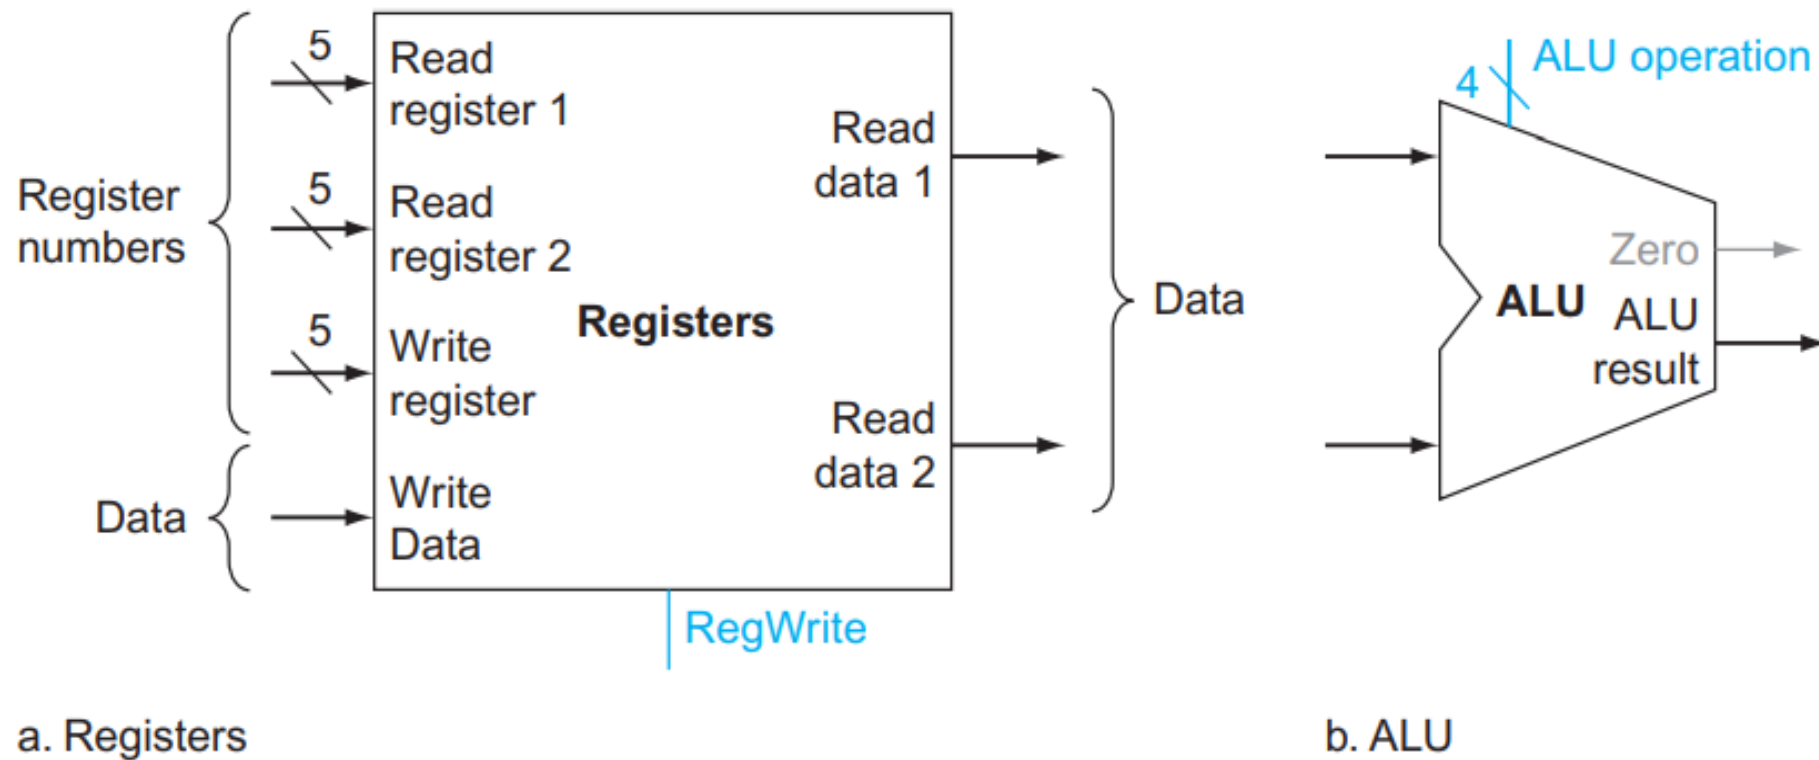 5
Read
register 1
5
Read
register 2
5
Write
register
Write
Data
Register
numbers
Data
Registers
Read
data 1
Read
data 2
Data
RegWrite
4
ALU operation
Zero
ALU
ALU
result
a. Registers
b. ALU